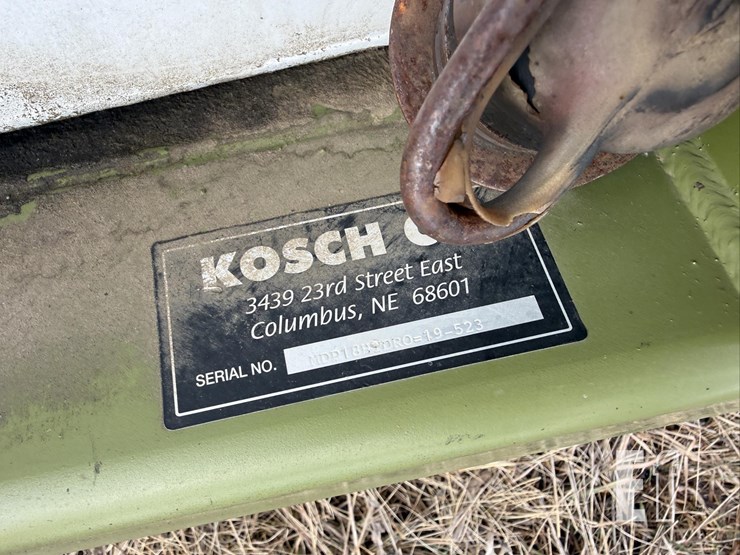 KOSCH C
3439 23rd Street East
Columbus, NE 68601
SERIAL NO.